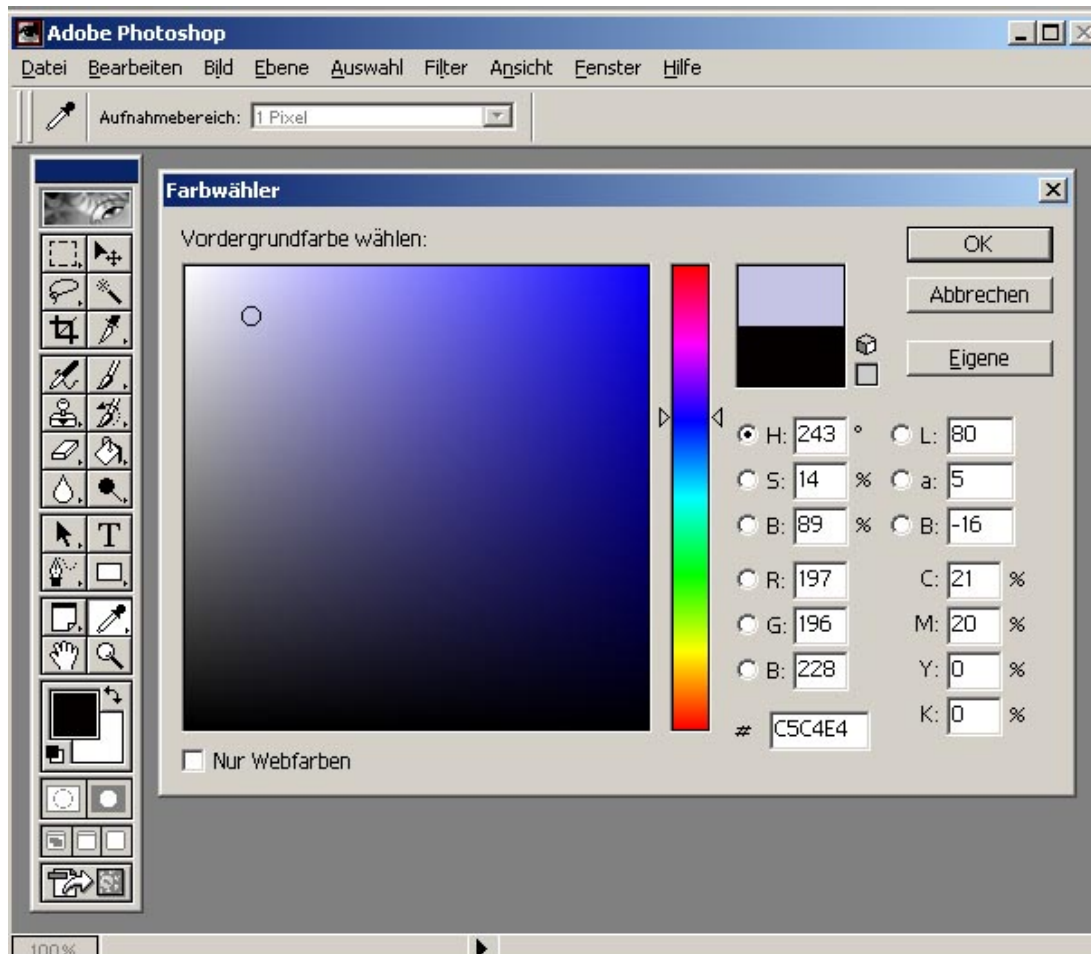 Adobe Photoshop
Datei Bearbeiten Bild Ebene Auswahl Filter Ansicht Fenster Hilfe
Aufnahmebereich: 1 Pixel
Farbwähler
Vordergrundfarbe wählen:
OK
Abbrechen
Eigene
H: 243 ° L: 80
S: 14 % a: 5
B: 89 % B: -16
R: 197 C: 21 %
G: 196 M: 20 %
B: 228 Y: 0 %
# C5C4E4 K: 0 %
Nur Webfarben
T
100%